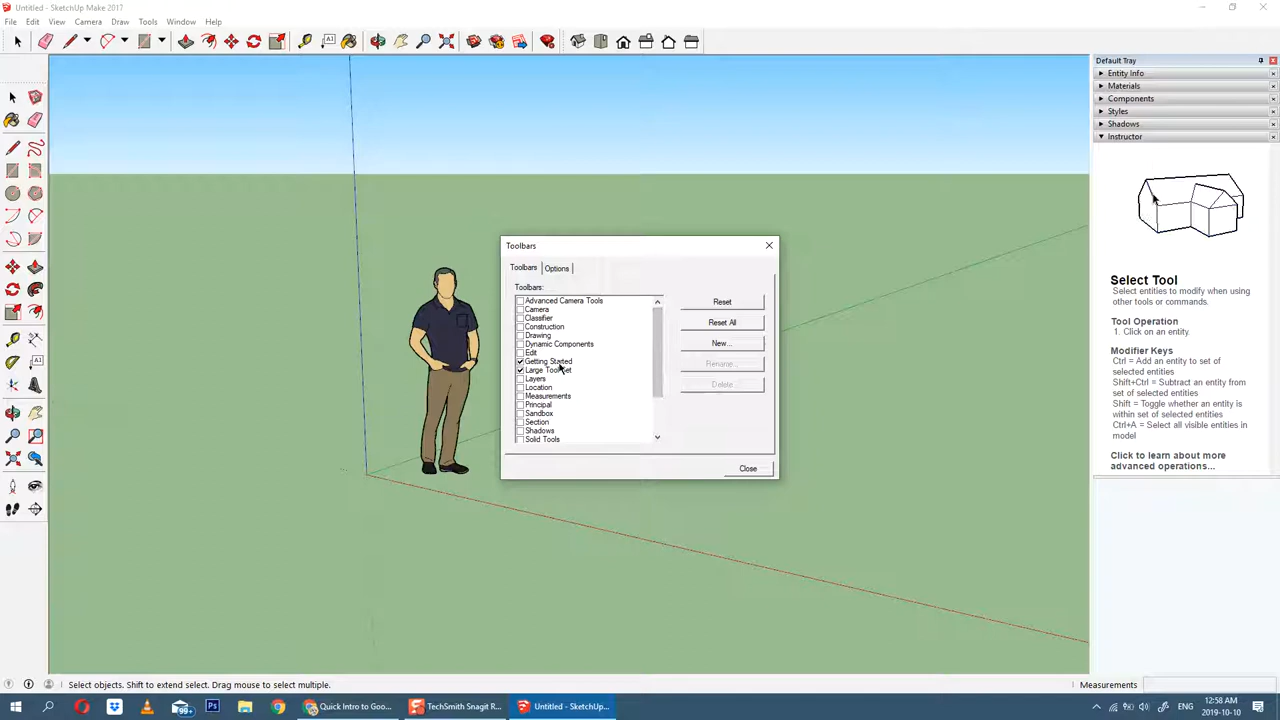 Untitled - SketchUp Make 2017
File Edit View Camera Draw Tools Window Help
Default Tray
Entity Info
Materials
Components
Styles
Shadows
Instructor
Select Tool
Select entities to modify when using
other tools or commands.
Tool Operation
1. Click on an entity.
Modifier Keys
Ctrl = Add an entity to set of
selected entities
Shift+Ctrl = Subtract an entity from
set of selected entities
Shift = Toggle whether an entity is
within set of selected entities
Ctrl+A = Select all visible entities in
model
Click to learn about more
advanced operations...
Toolbars
Toolbars Options
Toolbars:
Advanced Camera Tools
Camera
Classifier
Construction
Drawing
Dynamic Components
Edit
Getting Started
Large Tool Set
Layers
Location
Measurements
Principal
Sandbox
Section
Shadows
Solid Tools
Reset
Reset All
New...
Rename...
Delete...
Close
Select objects. Shift to extend select. Drag mouse to select multiple.
Measurements
99+
Quick Intro to Goo...
TechSmith Snagit R...
Untitled - SketchUp...
ENG
12:58 AM
2019-10-10